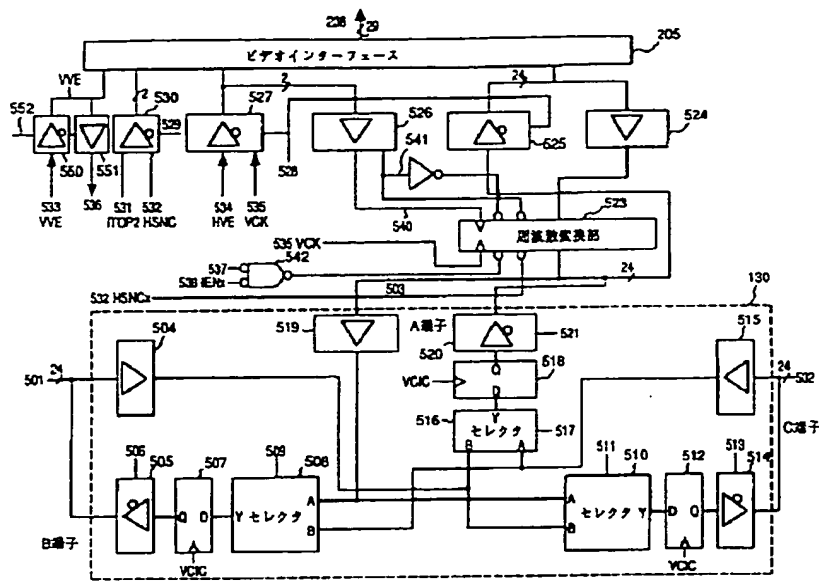 238
29
ビデオインターフェース
205
VVE
2
2
24
552
530
529
527
526
525
524
550
551
528
541
533
VVE
536
531
ITOP2
532
HSNC
534
HVE
535
VCK
540
523
周波数変換部
535 VCK
542
537
538 IENx
532 HSNCx
503
24
130
504
519
A端子
520
521
515
501
24
24
532
VCIC
Q
D
518
516
Y
セレクタ
517
B
A
C端子
506
505
507
509
508
511
510
512
513
514
Q
D
Y セレクタ
A
B
A
B
セレクタ Y
D
Q
B端子
VCIC
VCIC